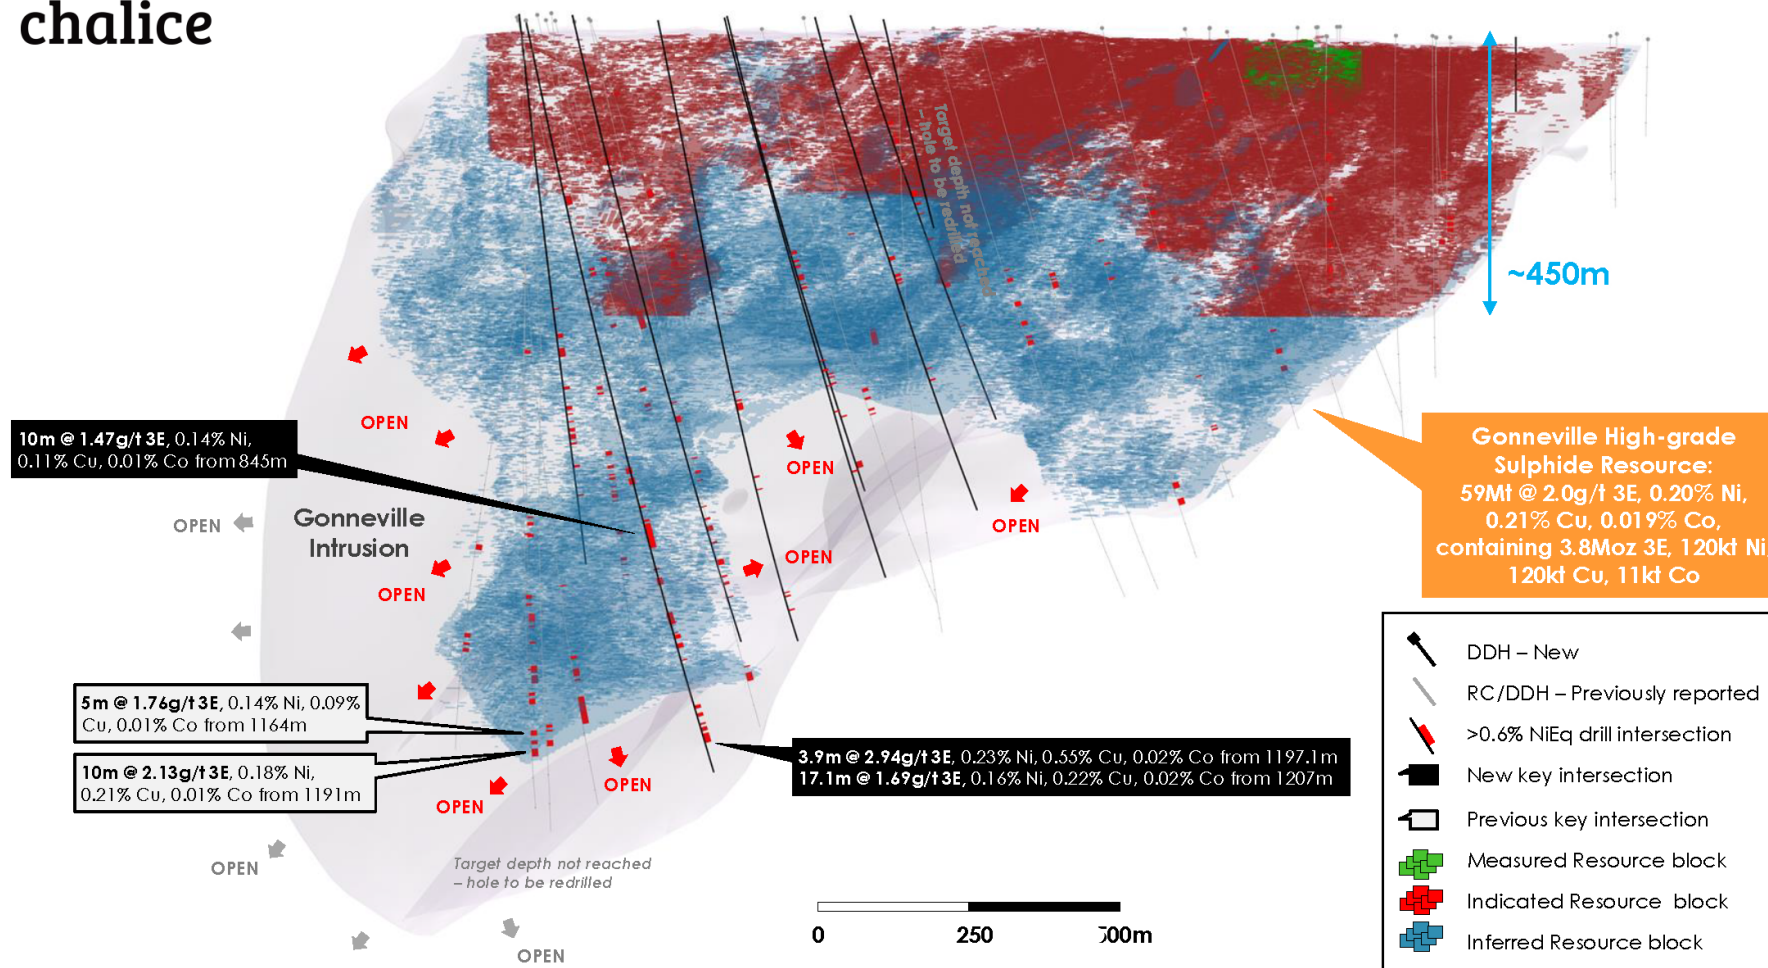 chalice
Target depth not reached
– hole to be redrilled
~450m
OPEN
10m @ 1.47g/t 3E, 0.14% Ni,
0.11% Cu, 0.01% Co from 845m
OPEN
OPEN
Gonneville High-grade
Sulphide Resource:
59Mt @ 2.0g/t 3E, 0.20% Ni,
0.21% Cu, 0.019% Co,
containing 3.8Moz 3E, 120kt Ni,
120kt Cu, 11kt Co
OPEN
Gonneville
Intrusion
OPEN
OPEN
5m @ 1.76g/t 3E, 0.14% Ni, 0.09%
Cu, 0.01% Co from 1164m
10m @ 2.13g/t 3E, 0.18% Ni,
0.21% Cu, 0.01% Co from 1191m
3.9m @ 2.94g/t 3E, 0.23% Ni, 0.55% Cu, 0.02% Co from 1197.1m
17.1m @ 1.69g/t 3E, 0.16% Ni, 0.22% Cu, 0.02% Co from 1207m
OPEN
OPEN
OPEN
Target depth not reached
– hole to be redrilled
OPEN
0 250 500m
DDH – New
RC/DDH – Previously reported
>0.6% NiEq drill intersection
New key intersection
Previous key intersection
Measured Resource block
Indicated Resource block
Inferred Resource block